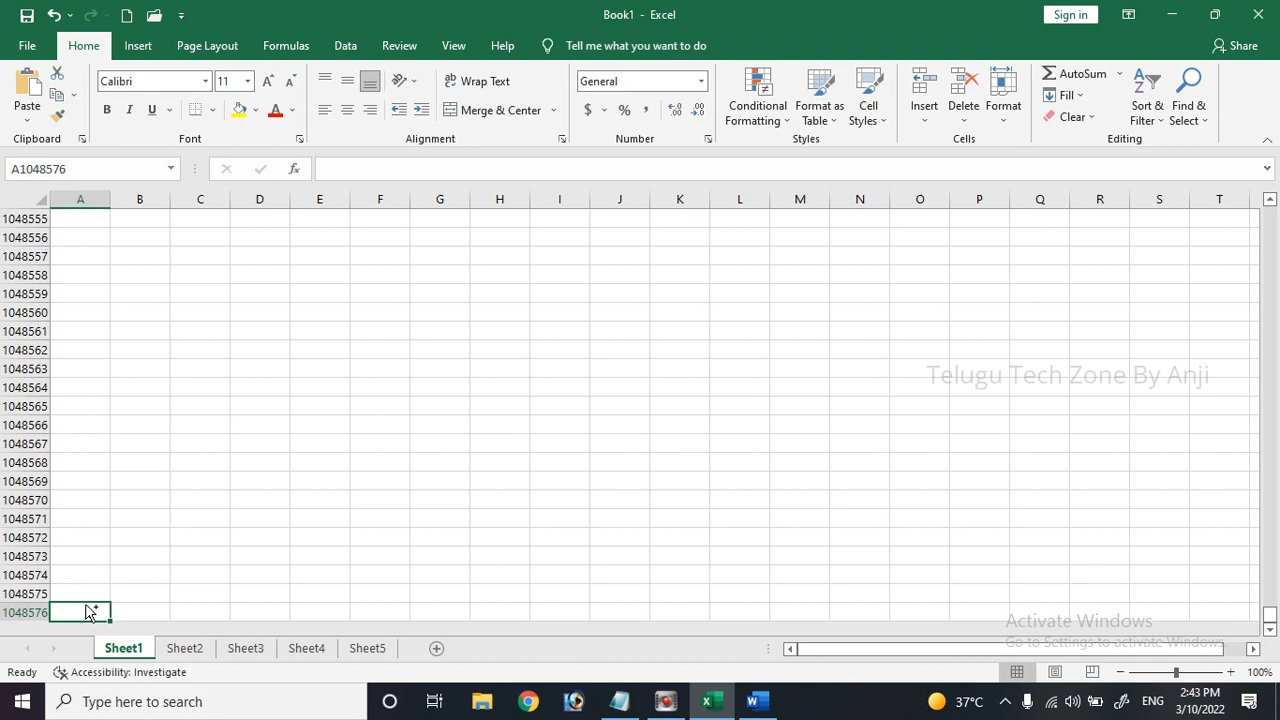 Book1 - Excel
Sign in
File Home Insert Page Layout Formulas Data Review View Help Tell me what you want to do Share
Calibri 11 Wrap Text General AutoSum
Paste Merge & Center $ % Conditional Formatting Format as Table Cell Styles Insert Delete Format Fill Clear Sort & Filter Find & Select
B I U A
Clipboard Font Alignment Number Styles Cells Editing
A1048576 fx
A B C D E F G H I J K L M N O P Q R S T
1048555
1048556
1048557
1048558
1048559
1048560
1048561
1048562
1048563
Telugu Tech Zone By Anji
1048564
1048565
1048566
1048567
1048568
1048569
1048570
1048571
1048572
1048573
1048574
1048575
1048576
Activate Windows
Go to Settings to activate Windows.
Sheet1 Sheet2 Sheet3 Sheet4 Sheet5
Ready Accessibility: Investigate 100%
Type here to search 37°C ENG 2:43 PM
3/10/2022